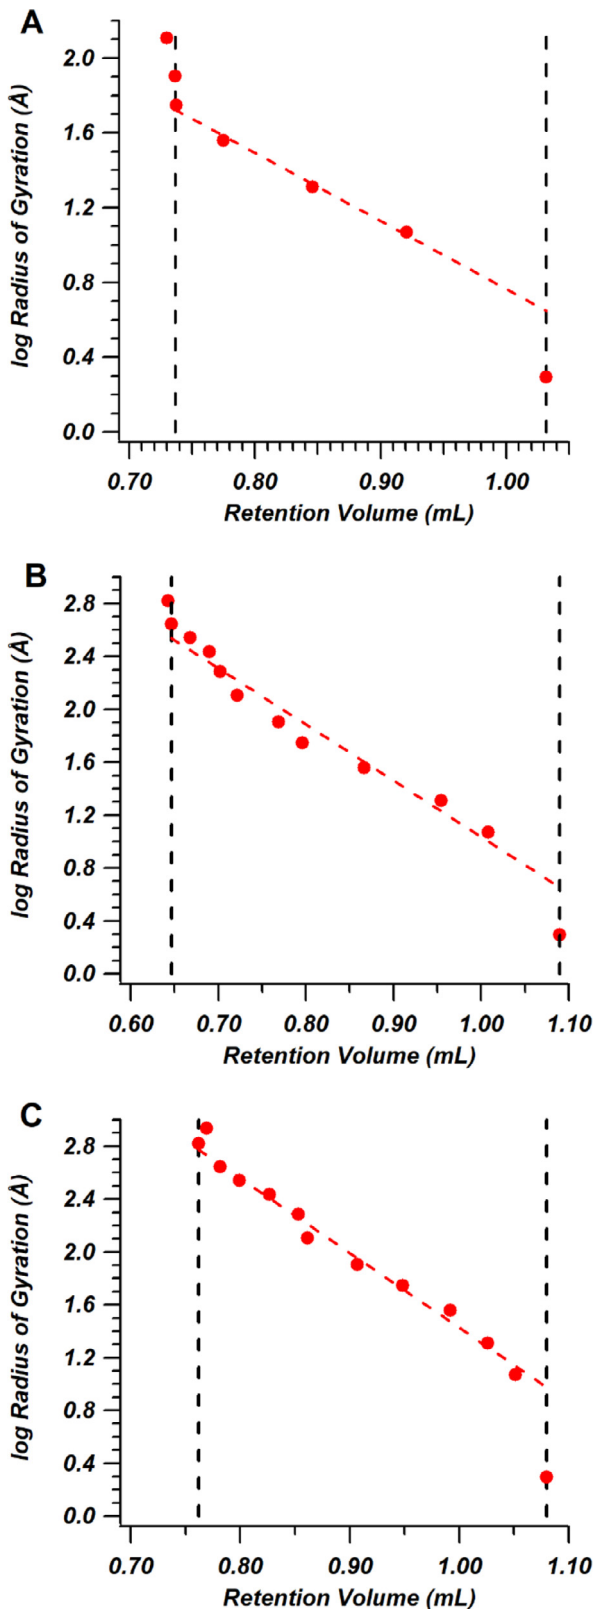 A
log Radius of Gyration (Å)
2.0
1.6
1.2
0.8
0.4
0.0
0.70 0.80 0.90 1.00
Retention Volume (mL)
B
log Radius of Gyration (Å)
2.8
2.4
2.0
1.6
1.2
0.8
0.4
0.0
0.60 0.70 0.80 0.90 1.00 1.10
Retention Volume (mL)
C
log Radius of Gyration (Å)
2.8
2.4
2.0
1.6
1.2
0.8
0.4
0.0
0.70 0.80 0.90 1.00 1.10
Retention Volume (mL)